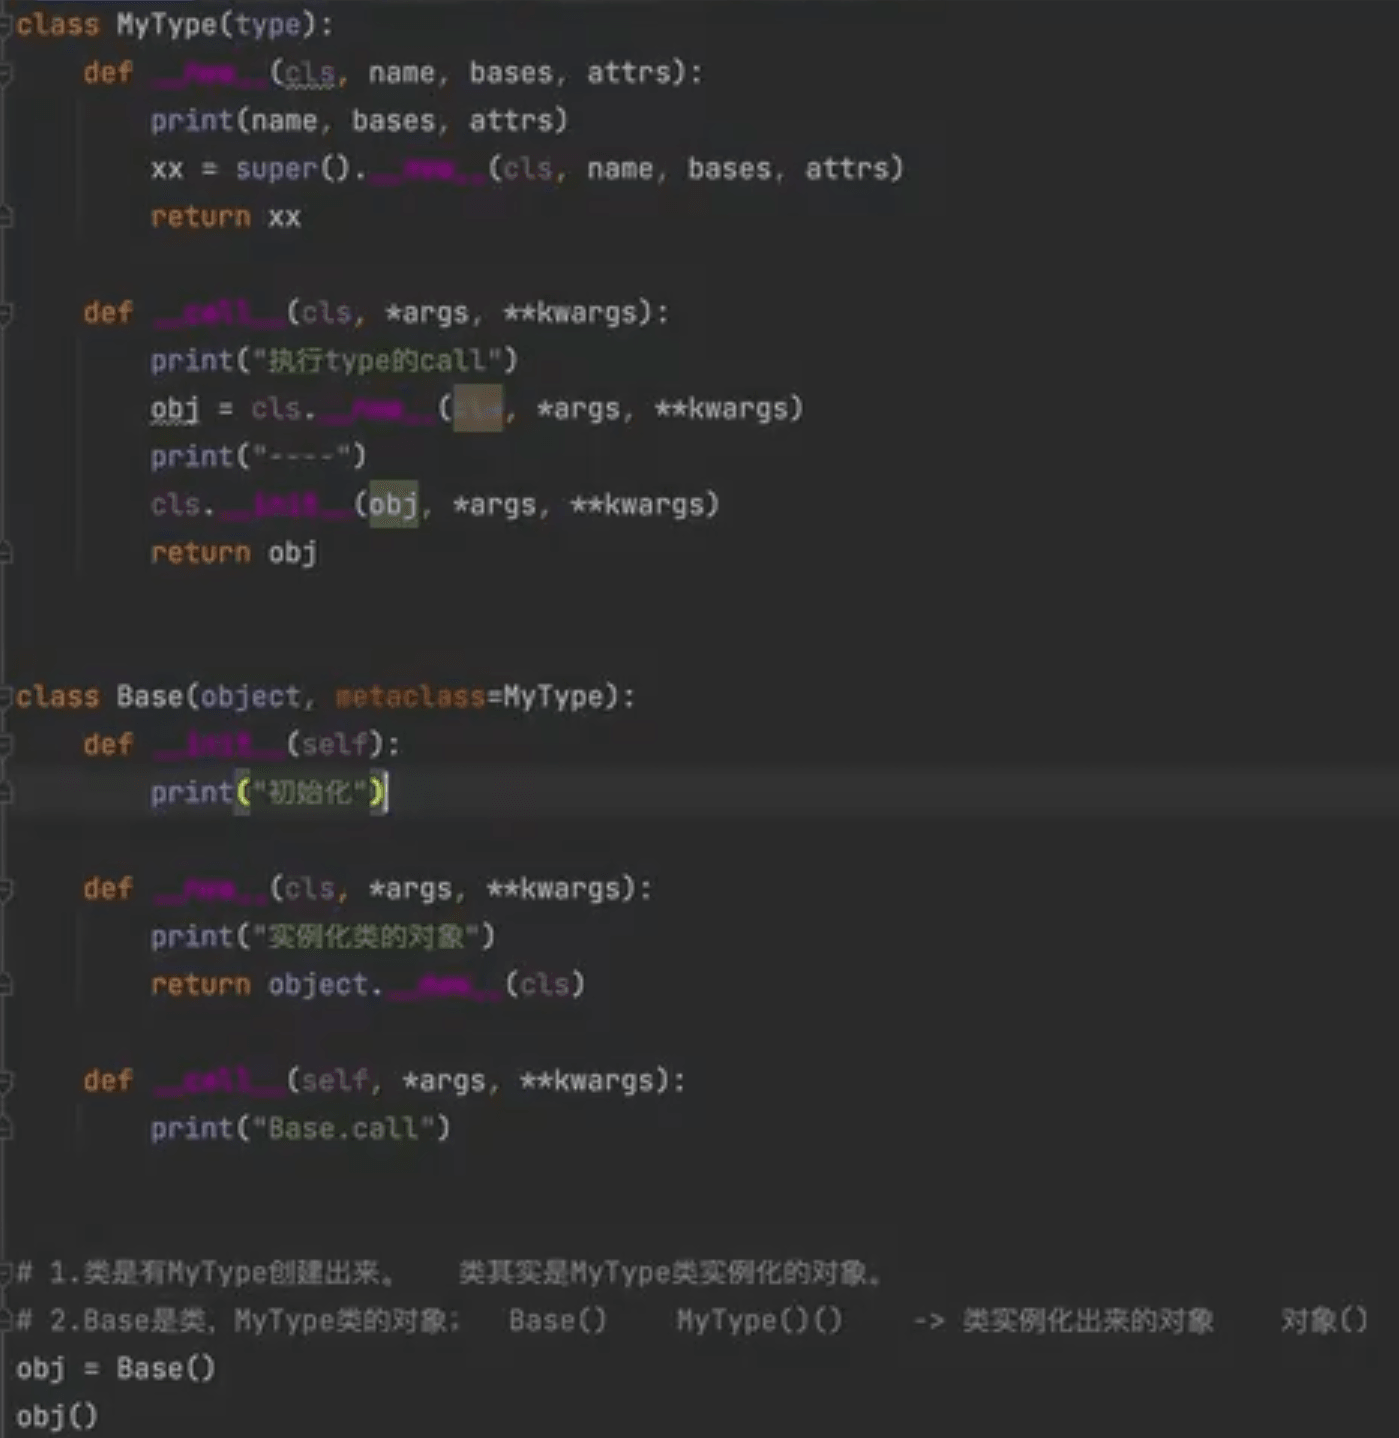 class MyType(type):
    def __new__(cls, name, bases, attrs):
        print(name, bases, attrs)
        xx = super().__new__(cls, name, bases, attrs)
        return xx
    def __call__(cls, *args, **kwargs):
        print("执行type的call")
        obj = cls.__new__(cls, *args, **kwargs)
        print("----")
        cls.__init__(obj, *args, **kwargs)
        return obj
class Base(object, metaclass=MyType):
    def __init__(self):
        print("初始化")
    def __new__(cls, *args, **kwargs):
        print("实例化类的对象")
        return object.__new__(cls)
    def __call__(self, *args, **kwargs):
        print("Base.call")
# 1.类是有MyType创建出来。   类其实是MyType类实例化的对象。
# 2.Base是类，MyType类的对象；   Base()    MyType()()    -> 类实例化出来的对象    对象()
obj = Base()
obj()